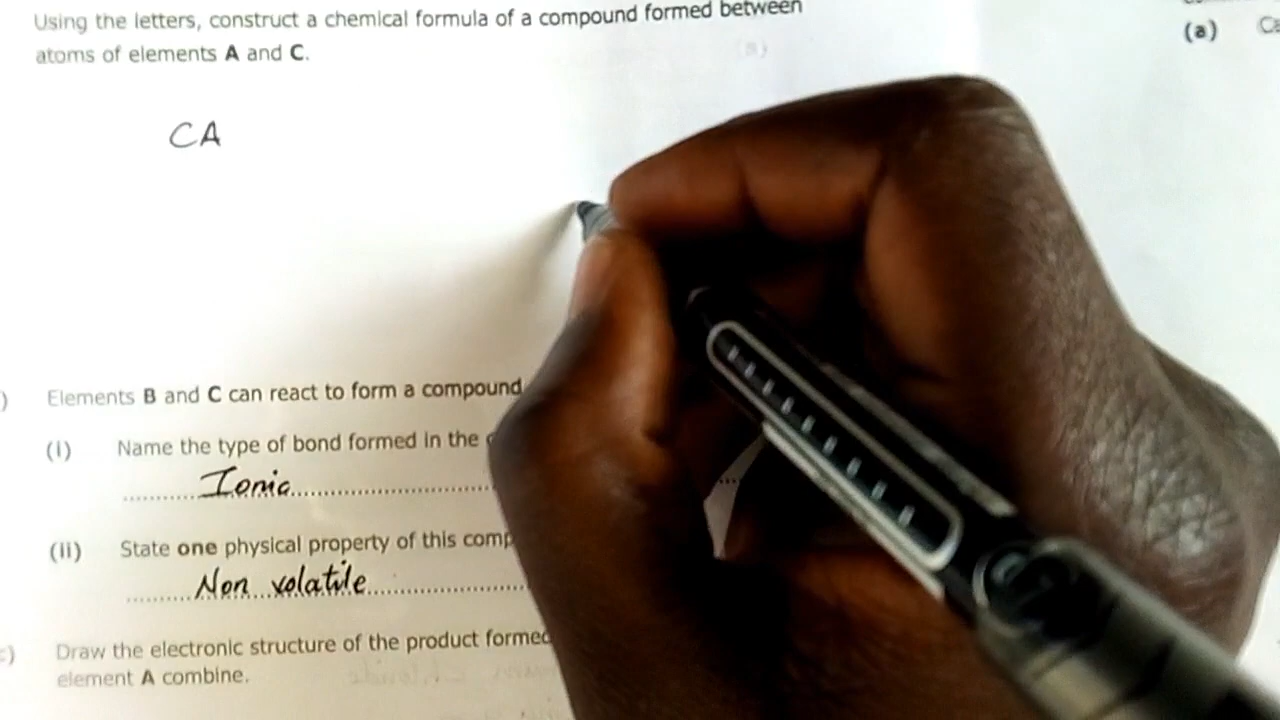 Using the letters, construct a chemical formula of a compound formed between
atoms of elements A and C.
(a)
CA
) Elements B and C can react to form a compound
(i) Name the type of bond formed in the
Ionic
(ii) State one physical property of this comp
Non volatile
:) Draw the electronic structure of the product formed
element A combine.